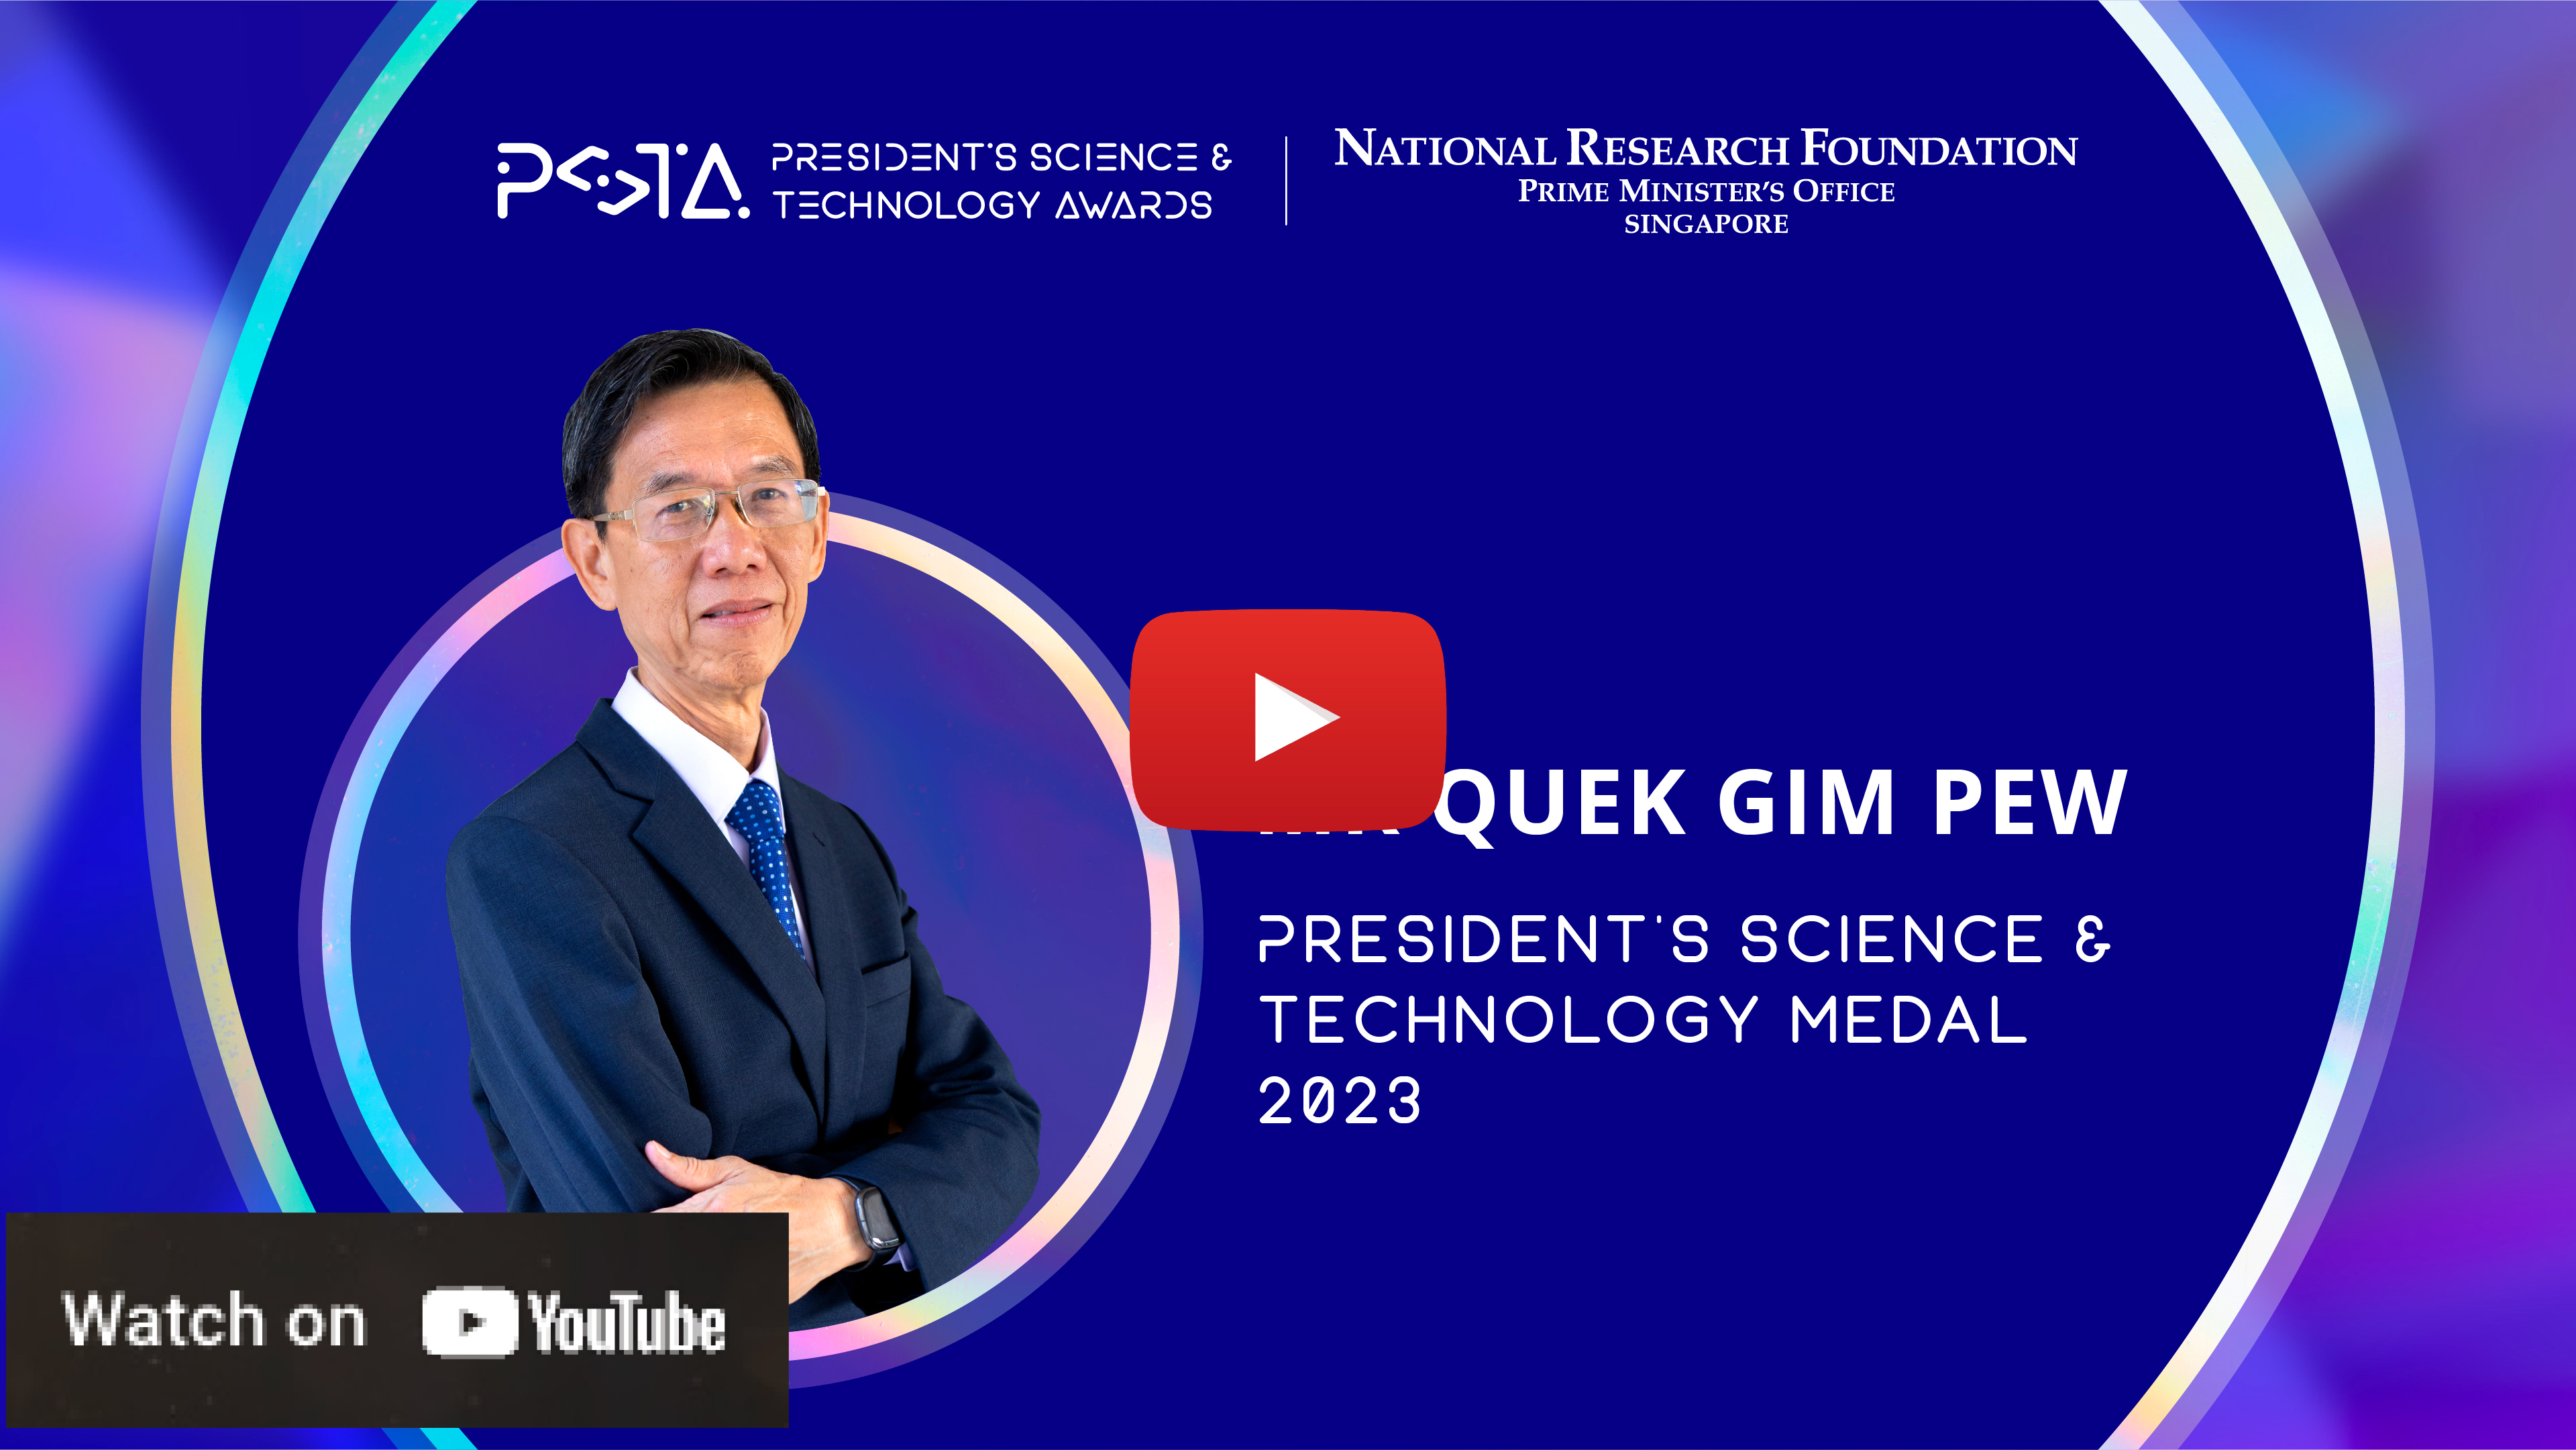 PSTA
PRESIDENT'S SCIENCE &
TECHNOLOGY AWARDS
NATIONAL RESEARCH FOUNDATION
PRIME MINISTER'S OFFICE
SINGAPORE
QUEK GIM PEW
PRESIDENT'S SCIENCE &
TECHNOLOGY MEDAL
2023
Watch on YouTube